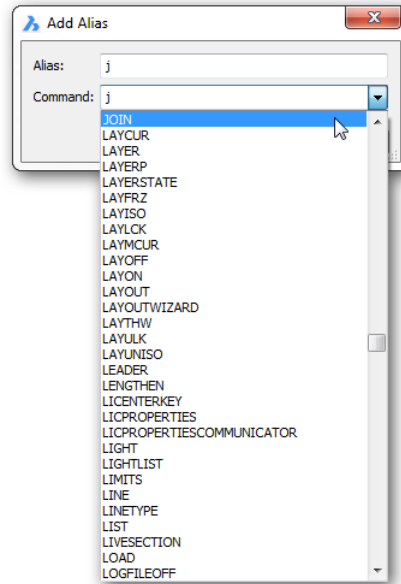 Add Alias
Alias: j
Command: j
JOIN
LAYCUR
LAYER
LAYERP
LAYERSTATE
LAYFRZ
LAYISO
LAYLCK
LAYMCUR
LAYOFF
LAYON
LAYOUT
LAYOUTWIZARD
LAYTHW
LAYULK
LAYUNISO
LEADER
LENGTHEN
LICENTERKEY
LICPROPERTIES
LICPROPERTIESCOMMUNICATOR
LIGHT
LIGHTLIST
LIMITS
LINE
LINETYPE
LIST
LIVESECTION
LOAD
LOGFILEOFF